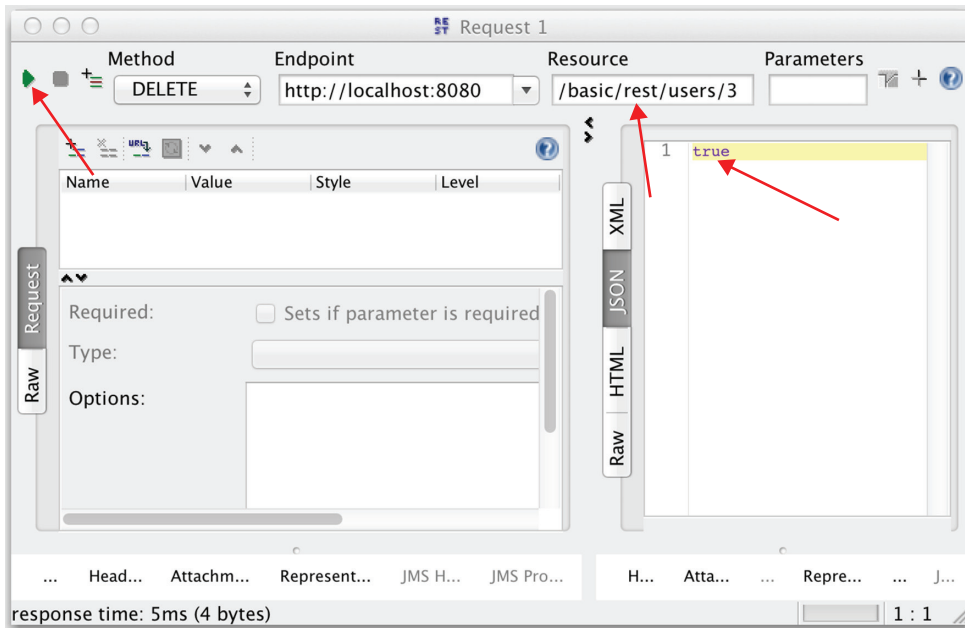 REST Request 1
Method Endpoint Resource Parameters
DELETE http://localhost:8080 /basic/rest/users/3
Name Value Style Level
1 true
Required: Sets if parameter is required
Type:
Options:
Request
Raw
XML
JSON
HTML
Raw
... Head... Attachm... Represent... JMS H... JMS Pro...
H... Atta... ... Repre... ... J...
response time: 5ms (4 bytes) 1 : 1